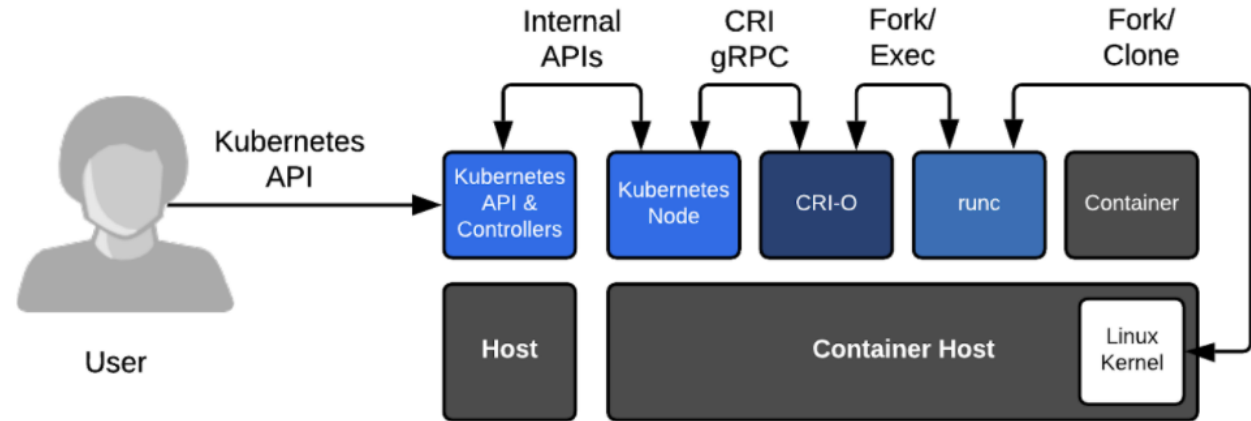 Internal
APIs
CRI
gRPC
Fork/
Exec
Fork/
Clone
Kubernetes
API
Kubernetes
API &
Controllers
Kubernetes
Node
CRI-O
runc
Container
User
Host
Container Host
Linux
Kernel